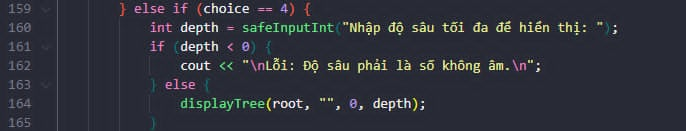 159 } else if (choice == 4) {
160 int depth = safeInputInt("Nhập độ sâu tối đa để hiển thị: ");
161 if (depth < 0) {
162 cout << "\nLỗi: Độ sâu phải là số không âm.\n";
163 } else {
164 displayTree(root, "", 0, depth);
165 }